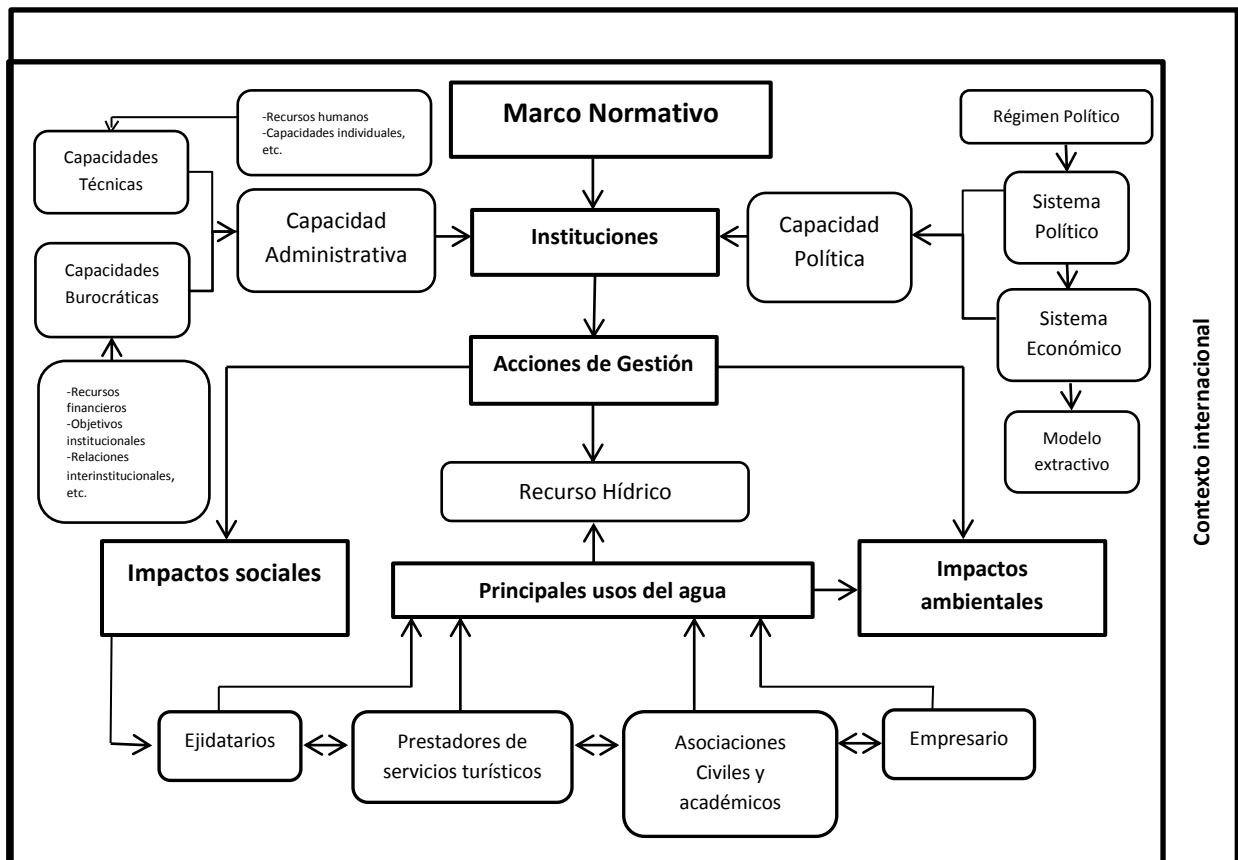 Marco Normativo
-Recursos humanos
-Capacidades individuales,
etc.
Régimen Político
Capacidades
Técnicas
Capacidad
Administrativa
Instituciones
Capacidad
Política
Sistema
Político
Capacidades
Burocráticas
Sistema
Económico
Acciones de Gestión
-Recursos
financieros
-Objetivos
institucionales
-Relaciones
interinstitucionales,
etc.
Modelo
extractivo
Recurso Hídrico
Impactos sociales
Principales usos del agua
Impactos
ambientales
Ejidatarios
Prestadores de
servicios turísticos
Asociaciones
Civiles y
académicos
Empresario
Contexto internacional